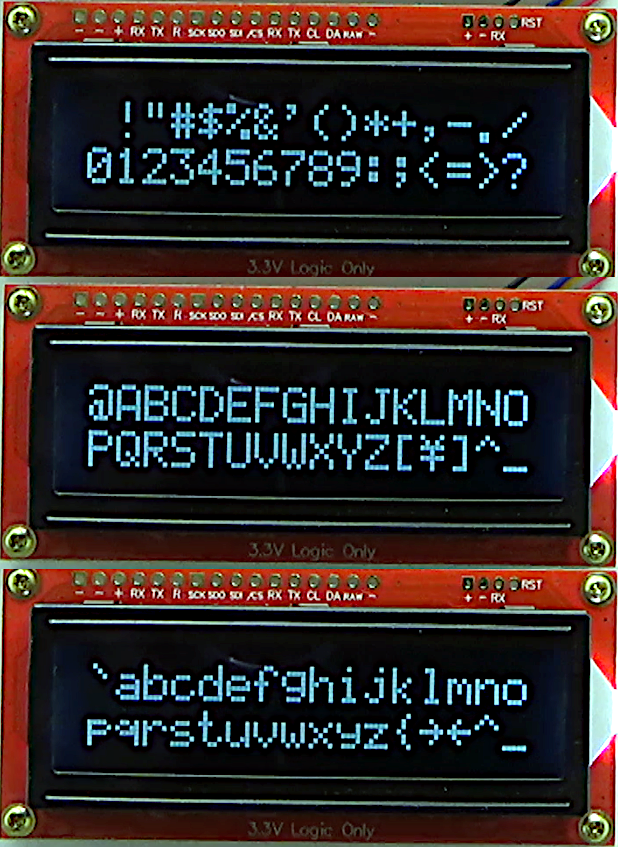 - - + RX TX R SCK SDO SDI /CS RX TX CL DA RAW -
RST
+ - RX
!"#$%&'()*+,-./
0123456789:;<=>?
3.3V Logic Only
- - + RX TX R SCK SDO SDI /CS RX TX CL DA RAW -
RST
+ - RX
@ABCDEFGHIJKLMNO
PQRSTUVWXYZ[¥]^_
3.3V Logic Only
- - + RX TX R SCK SDO SDI /CS RX TX CL DA RAW -
RST
+ - RX
`abcdefghijklmno
pqrstuvwxyz{→←^_
3.3V Logic Only